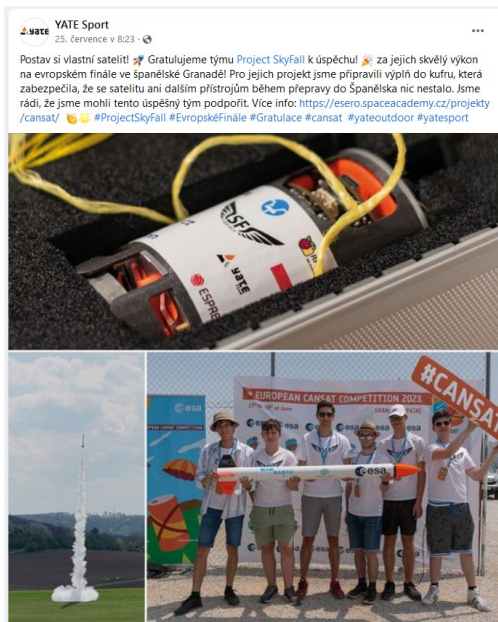 YATE Sport
25. července v 8:23 ·
Postav si vlastní satelit! 🚀 Gratulujeme týmu Project SkyFall k úspěchu! 🎉 za jejich skvělý výkon
na evropském finále ve španělské Granadě! Pro jejich projekt jsme připravili výplň do kufru, která
zabezpečila, že se satelitu ani dalším přístrojům během přepravy do Španělska nic nestalo. Jsme
rádi, že jsme mohli tento úspěšný tým podpořit. Více info: https://esero.spaceacademy.cz/projekty
/cansat/ 👏🌟 #ProjectSkyFall #EvropskéFinále #Gratulace #cansat #yateoutdoor #yatesport
SF
YATE
ESPRE
esa
EUROPEAN CANSAT COMPETITION 2023
#CANSAT
esa
esa